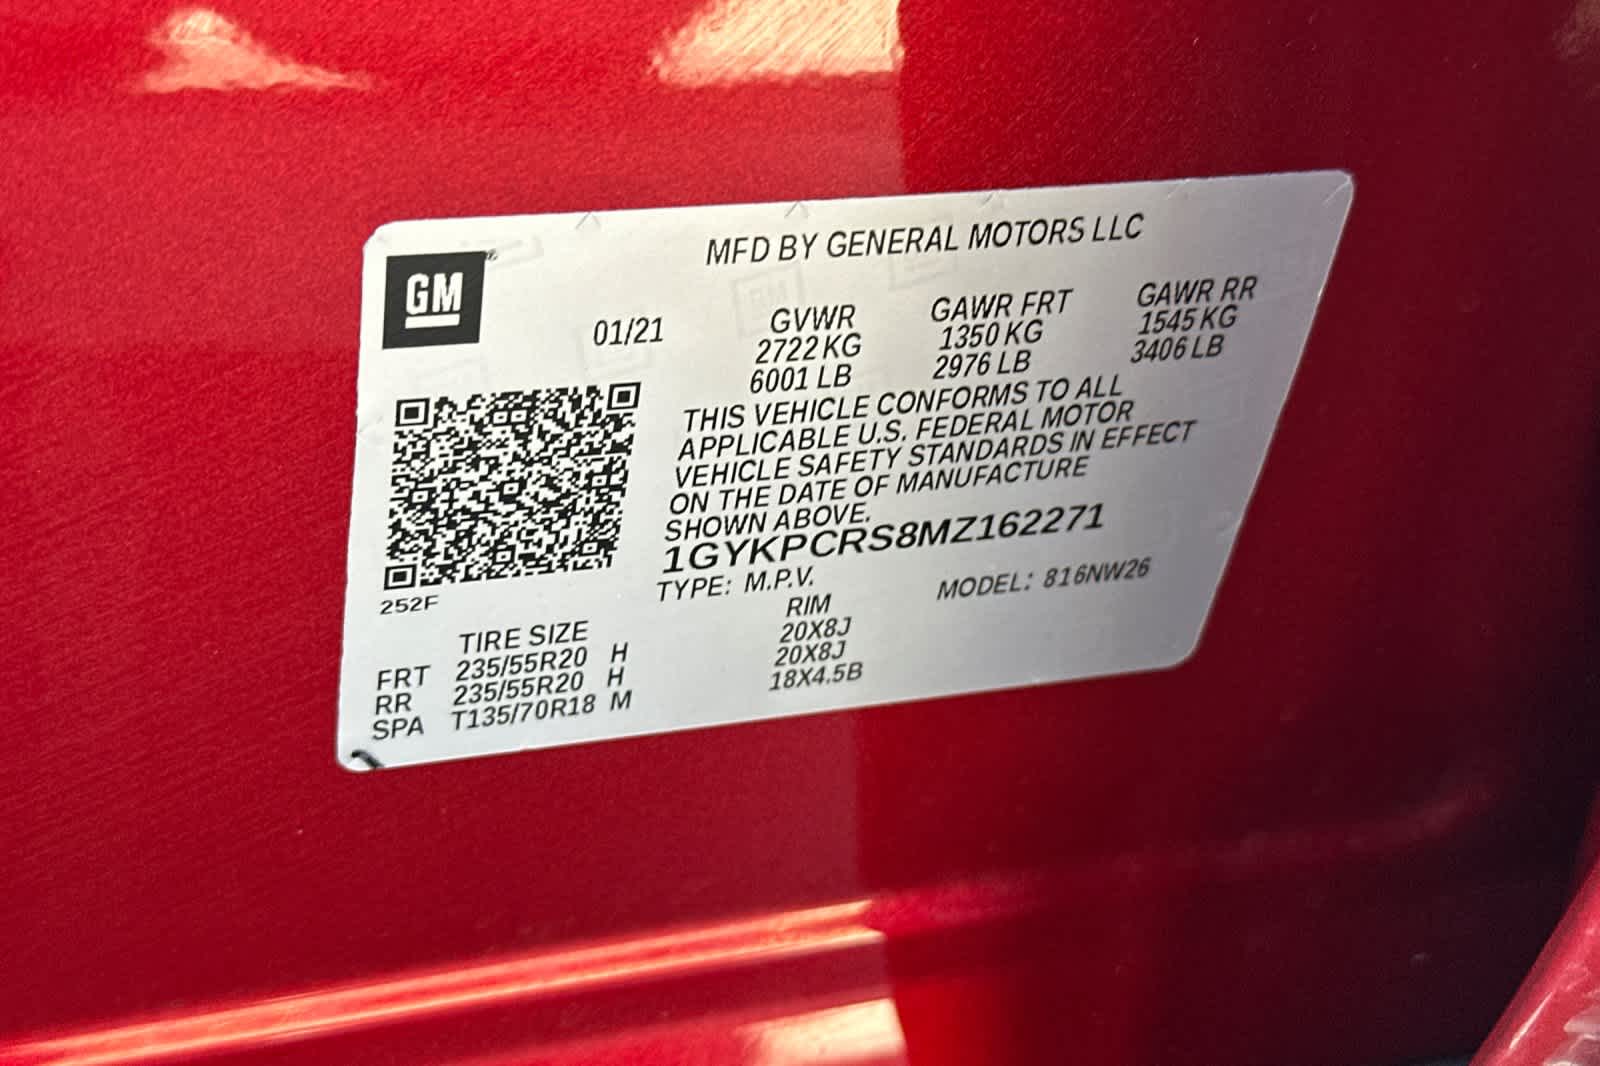 MFD BY GENERAL MOTORS LLC
GM®
01/21
GVWR GAWR FRT GAWR RR
2722 KG 1350 KG 1545 KG
6001 LB 2976 LB 3406 LB
THIS VEHICLE CONFORMS TO ALL
APPLICABLE U.S. FEDERAL MOTOR
VEHICLE SAFETY STANDARDS IN EFFECT
ON THE DATE OF MANUFACTURE
SHOWN ABOVE.
1GYKPCRS8MZ162271
TYPE: M.P.V. MODEL: 816NW26
252F
TIRE SIZE RIM
FRT 235/55R20 H 20X8J
RR 235/55R20 H 20X8J
SPA T135/70R18 M 18X4.5B